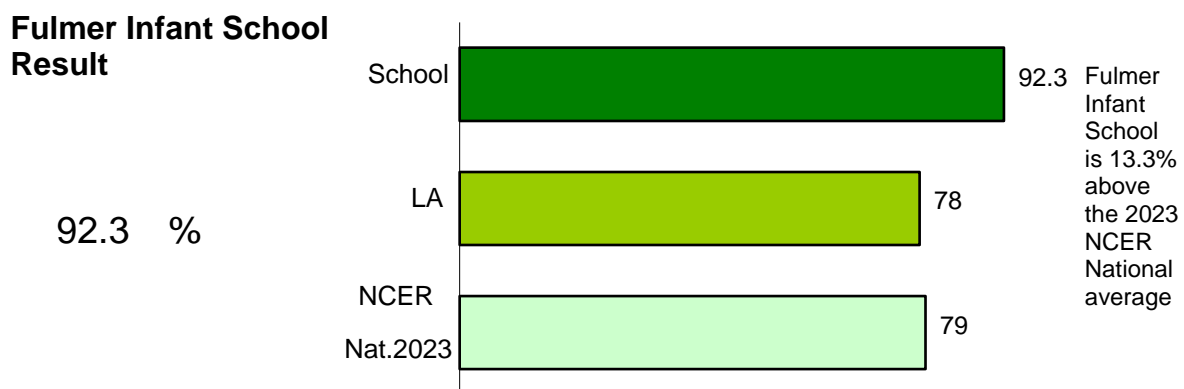 Fulmer Infant School
Result
92.3 %
School
92.3
LA
78
NCER
Nat.2023
79
Fulmer
Infant
School
is 13.3%
above
the 2023
NCER
National
average